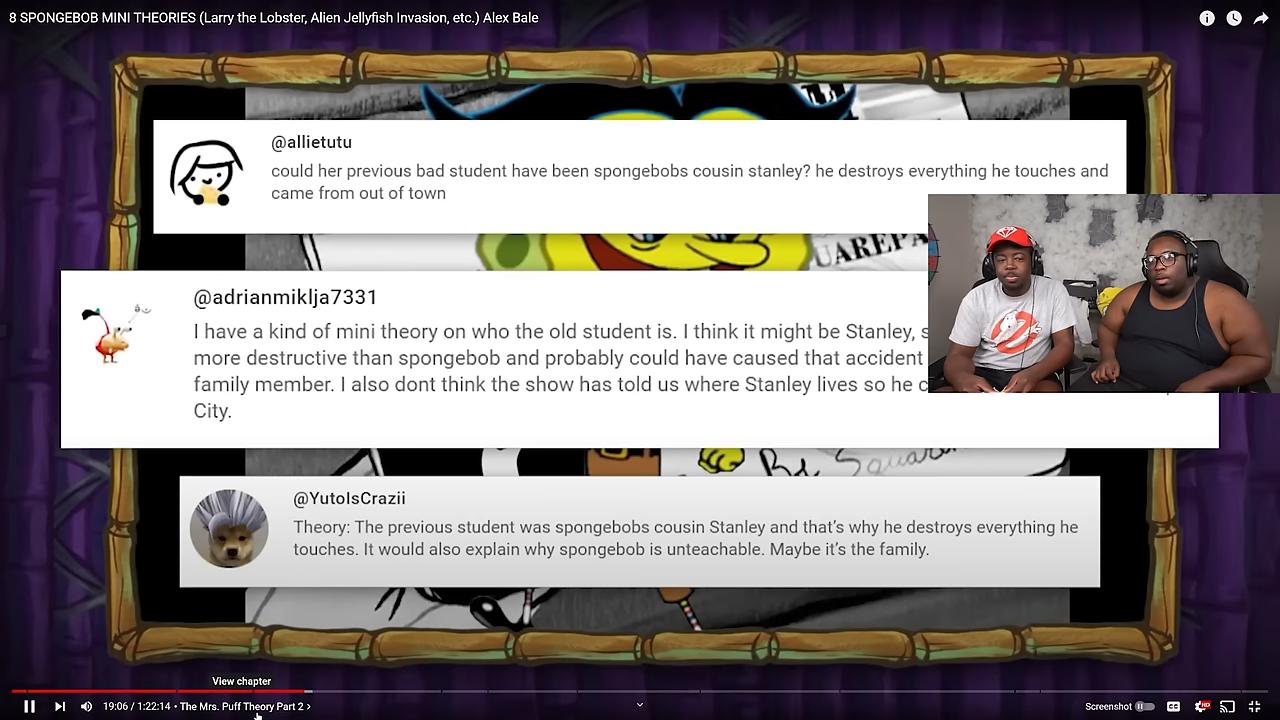 8 SPONGEBOB MINI THEORIES (Larry the Lobster, Alien Jellyfish Invasion, etc.) Alex Bale
@allietutu
could her previous bad student have been spongebobs cousin stanley? he destroys everything he touches and
came from out of town
UAREPA
@adrianmiklja7331
I have a kind of mini theory on who the old student is. I think it might be Stanley, s
more destructive than spongebob and probably could have caused that accident
family member. I also dont think the show has told us where Stanley lives so he c
City.
@YutoIsCrazii
Theory: The previous student was spongebobs cousin Stanley and that's why he destroys everything he
touches. It would also explain why spongebob is unteachable. Maybe it's the family.
View chapter
19:06 / 1:22:14 • The Mrs. Puff Theory Part 2 ›
Screenshot
CC
HD